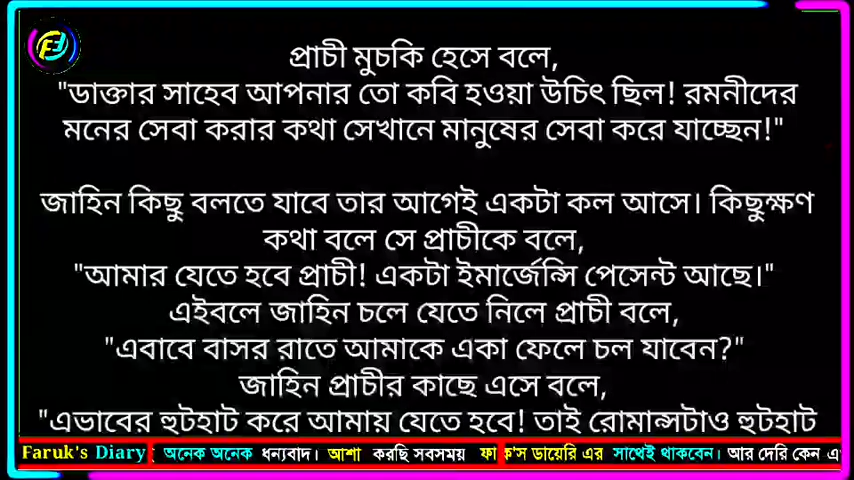 প্রাচী মুচকি হেসে বলে,
"ডাক্তার সাহেব আপনার তো কবি হওয়া উচিৎ ছিল! রমনীদের
মনের সেবা করার কথা সেখানে মানুষের সেবা করে যাচ্ছেন!"
জাহিন কিছু বলতে যাবে তার আগেই একটা কল আসে। কিছুক্ষণ
কথা বলে সে প্রাচীকে বলে,
"আমার যেতে হবে প্রাচী! একটা ইমার্জেন্সি পেসেন্ট আছে।"
এইবলে জাহিন চলে যেতে নিলে প্রাচী বলে,
"এবাবে বাসর রাতে আমাকে একা ফেলে চল যাবেন?"
জাহিন প্রাচীর কাছে এসে বলে,
"এভাবের হুটহাট করে আমায় যেতে হবে! তাই রোমান্সটাও হুটহাট
Faruk's Diary অনেক অনেক ধন্যবাদ। আশা করছি সবসময় ফারুক'স ডায়েরি এর সাথেই থাকবেন। আর দেরি কেন